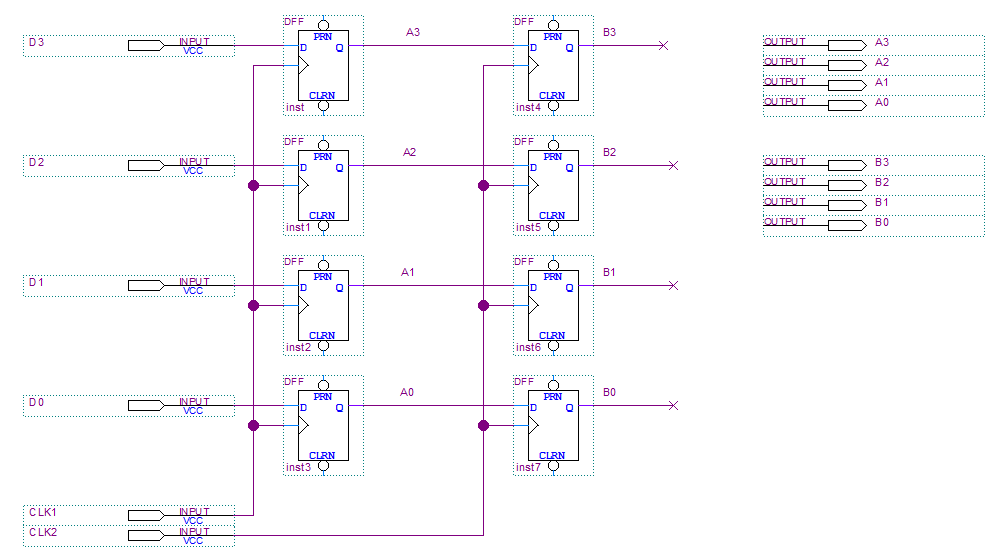 DFF DFF
D3 INPUT VCC PRN D Q CLRN inst A3 PRN D Q CLRN inst4 B3
OUTPUT A3
OUTPUT A2
OUTPUT A1
OUTPUT A0
DFF DFF
D2 INPUT VCC PRN D Q CLRN inst1 A2 PRN D Q CLRN inst5 B2
OUTPUT B3
OUTPUT B2
OUTPUT B1
OUTPUT B0
DFF DFF
D1 INPUT VCC PRN D Q CLRN inst2 A1 PRN D Q CLRN inst6 B1
DFF DFF
D0 INPUT VCC PRN D Q CLRN inst3 A0 PRN D Q CLRN inst7 B0
CLK1 INPUT VCC
CLK2 INPUT VCC